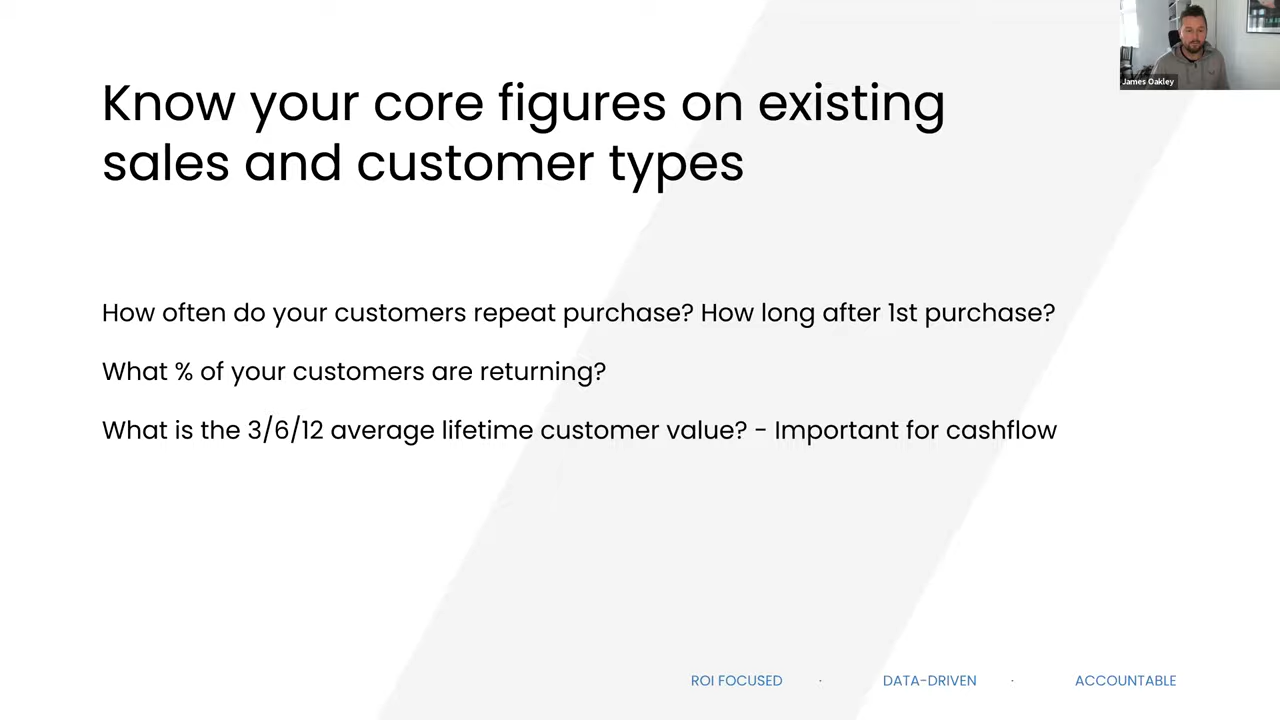 James Oakley
Know your core figures on existing
sales and customer types
How often do your customers repeat purchase? How long after 1st purchase?
What % of your customers are returning?
What is the 3/6/12 average lifetime customer value? - Important for cashflow
ROI FOCUSED · DATA-DRIVEN · ACCOUNTABLE